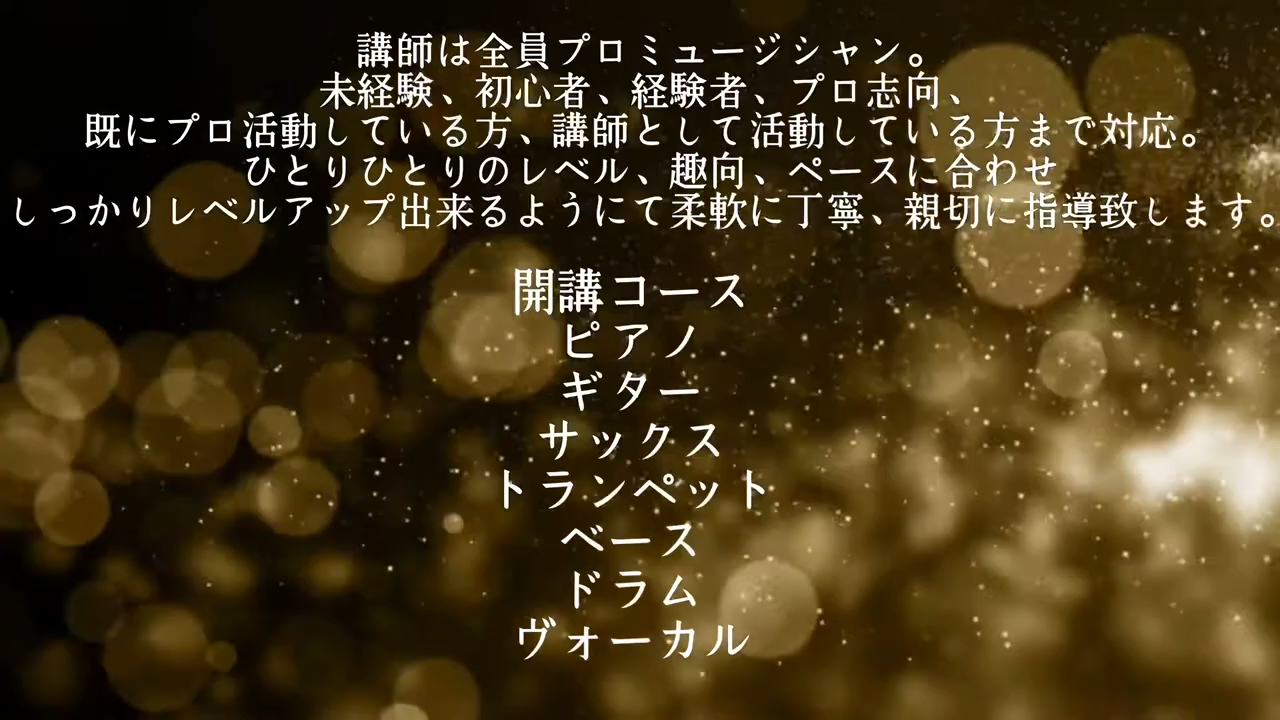 講師は全員プロミュージシャン。
未経験、初心者、経験者、プロ志向、
既にプロ活動している方、講師として活動している方まで対応。
ひとりひとりのレベル、趣向、ペースに合わせ
しっかりレベルアップ出来るようにて柔軟に丁寧、親切に指導致します。
開講コース
ピアノ
ギター
サックス
トランペット
ベース
ドラム
ヴォーカル